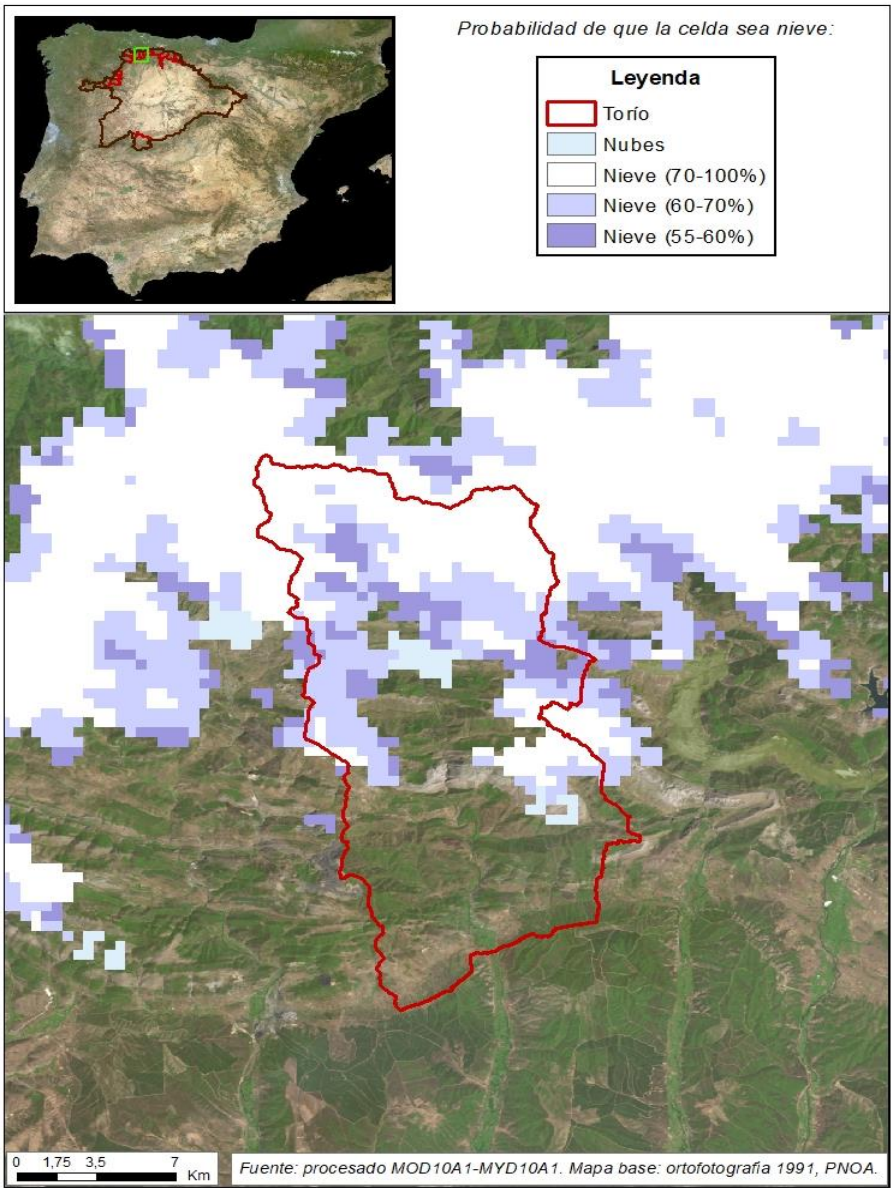 Probabilidad de que la celda sea nieve:
Leyenda
Torío
Nubes
Nieve (70-100%)
Nieve (60-70%)
Nieve (55-60%)
0 1,75 3,5 7
Km
Fuente: procesado MOD10A1-MYD10A1. Mapa base: ortofotografía 1991, PNOA.